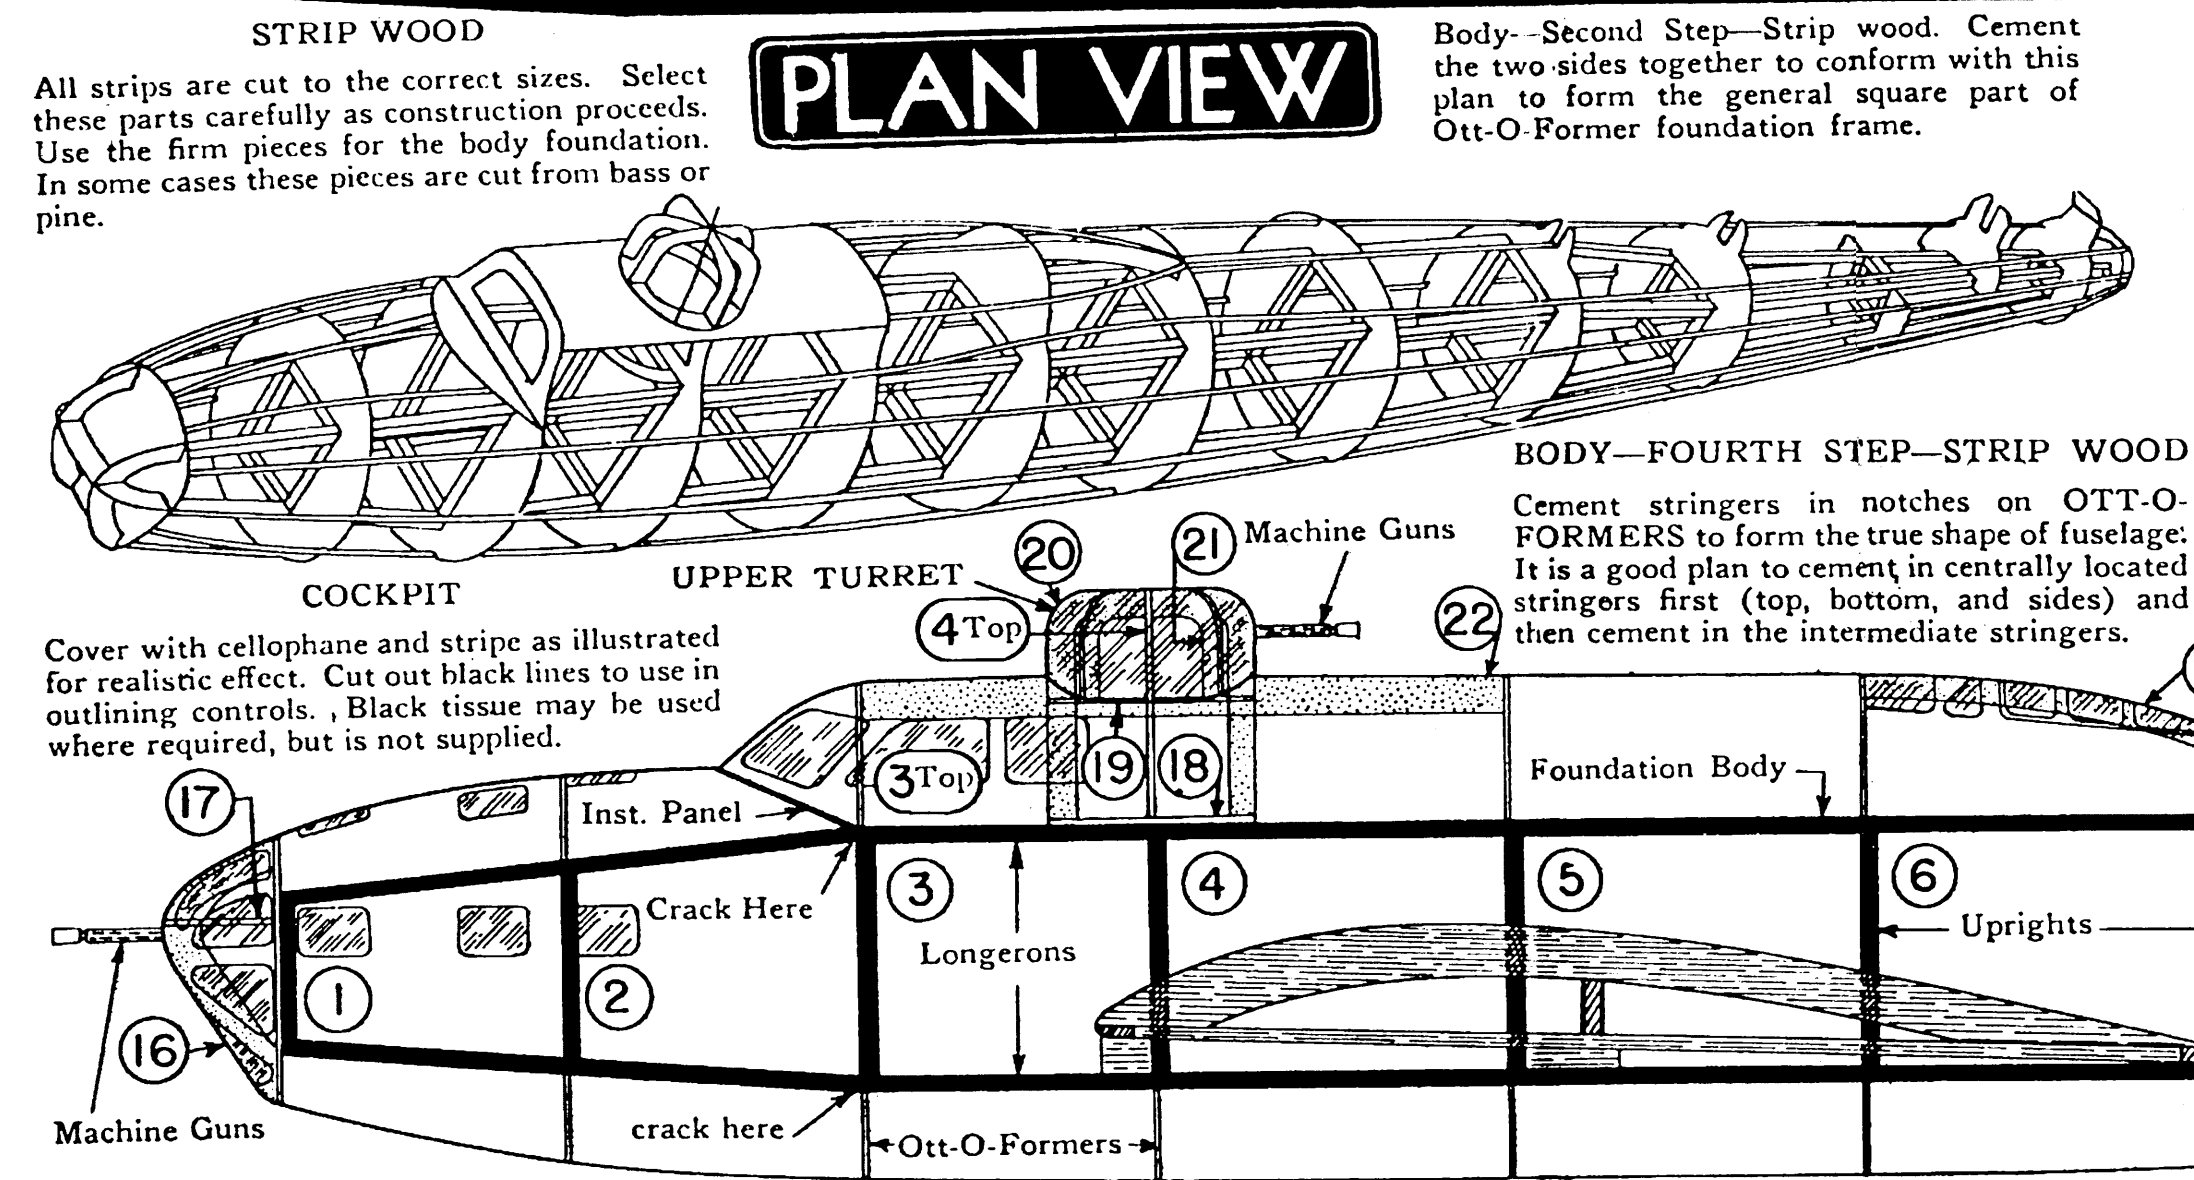 STRIP WOOD
All strips are cut to the correct sizes. Select
these parts carefully as construction proceeds.
Use the firm pieces for the body foundation.
In some cases these pieces are cut from bass or
pine.
PLAN VIEW
Body--Second Step—Strip wood. Cement
the two sides together to conform with this
plan to form the general square part of
Ott-O-Former foundation frame.
BODY—FOURTH STEP—STRIP WOOD
Cement stringers in notches on OTT-O-
FORMERS to form the true shape of fuselage.
It is a good plan to cement in centrally located
stringers first (top, bottom, and sides) and
then cement in the intermediate stringers.
COCKPIT
Cover with cellophane and stripe as illustrated
for realistic effect. Cut out black lines to use in
outlining controls. Black tissue may be used
where required, but is not supplied.
UPPER TURRET
20
21
Machine Guns
4 Top
22
17
Inst. Panel
3 Top
19
18
Foundation Body
Crack Here
3
4
5
6
Longerons
Uprights
1
2
16
Machine Guns
crack here
Ott-O-Formers